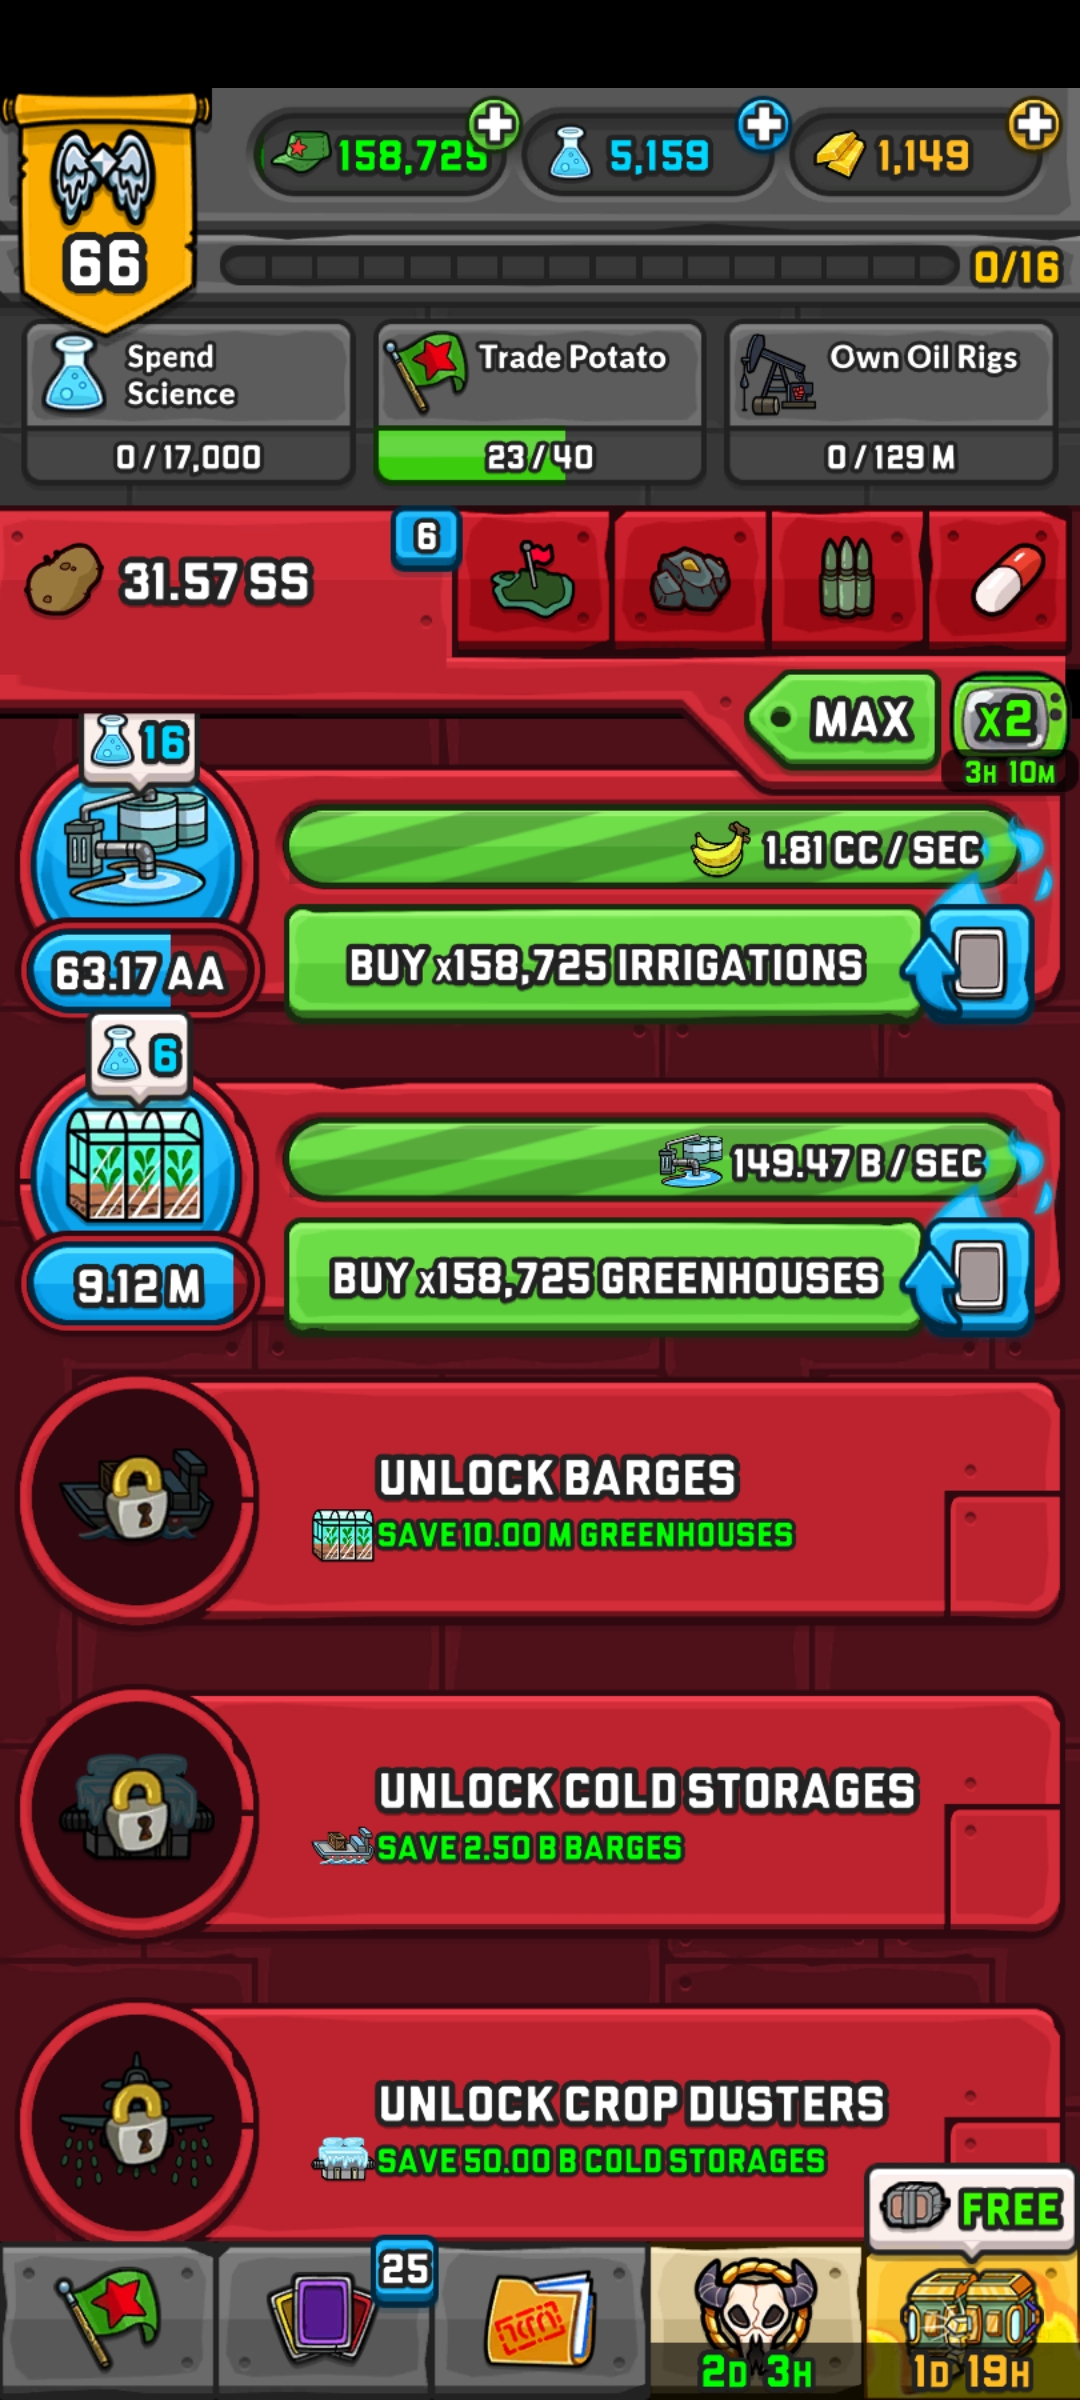 158,725
5,159
1,149
66
0/16
Spend
Science
0/17,000
Trade Potato
23/40
Own Oil Rigs
0/129 M
31.57 SS
6
MAX
x2
3H 10M
16
1.81 CC / SEC
63.17 AA
BUY x158,725 IRRIGATIONS
6
149.47 B / SEC
9.12 M
BUY x158,725 GREENHOUSES
UNLOCK BARGES
SAVE 10.00 M GREENHOUSES
UNLOCK COLD STORAGES
SAVE 2.50 B BARGES
UNLOCK CROP DUSTERS
SAVE 50.00 B COLD STORAGES
FREE
25
2D 3H
1D 19H